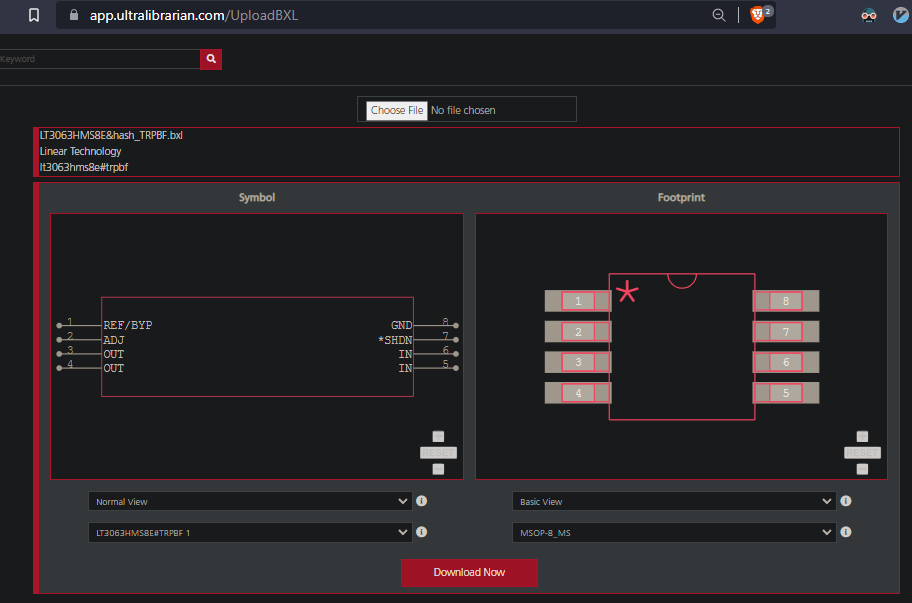 app.ultralibrarian.com/UploadBXL
2
Keyword
Choose File No file chosen
LT3063HMS8E&hash_TRPBF.bxl
Linear Technology
lt3063hms8e#trpbf
Symbol
Footprint
1 REF/BYP GND 8
2 ADJ *SHDN 7
3 OUT IN 6
4 OUT IN 5
1 8
2 7
3 6
4 5
RESET
RESET
Normal View
Basic View
LT3063HMS8E#TRPBF 1
MSOP-8_MS
Download Now